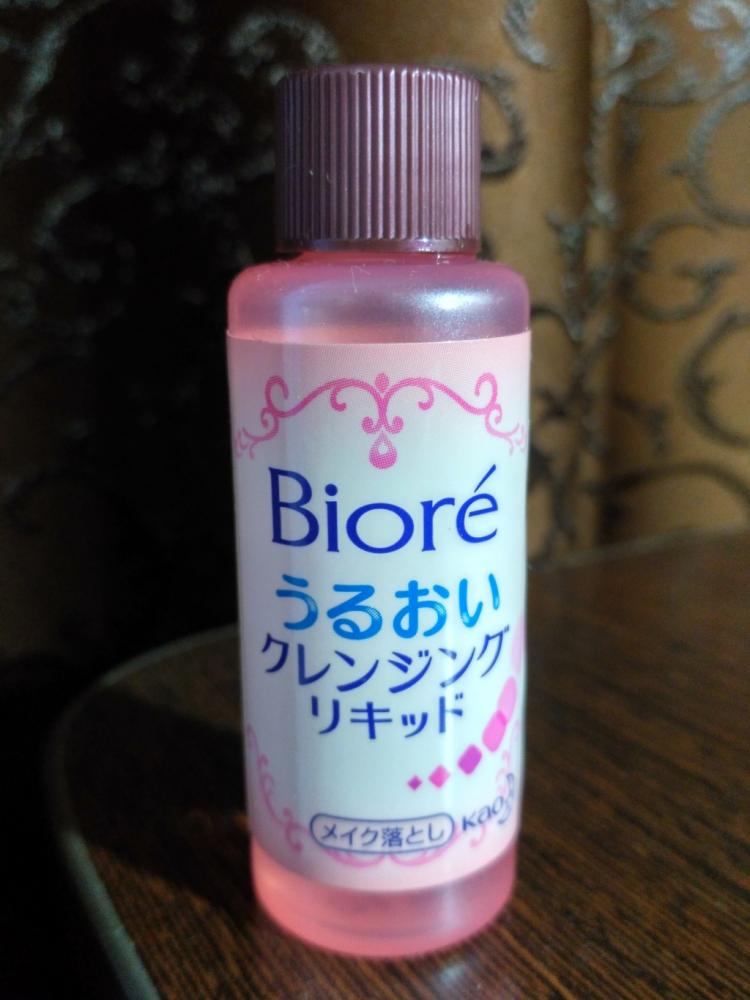 Bioré
うるおい
クレンジング
リキッド
メイク落とし
Kao